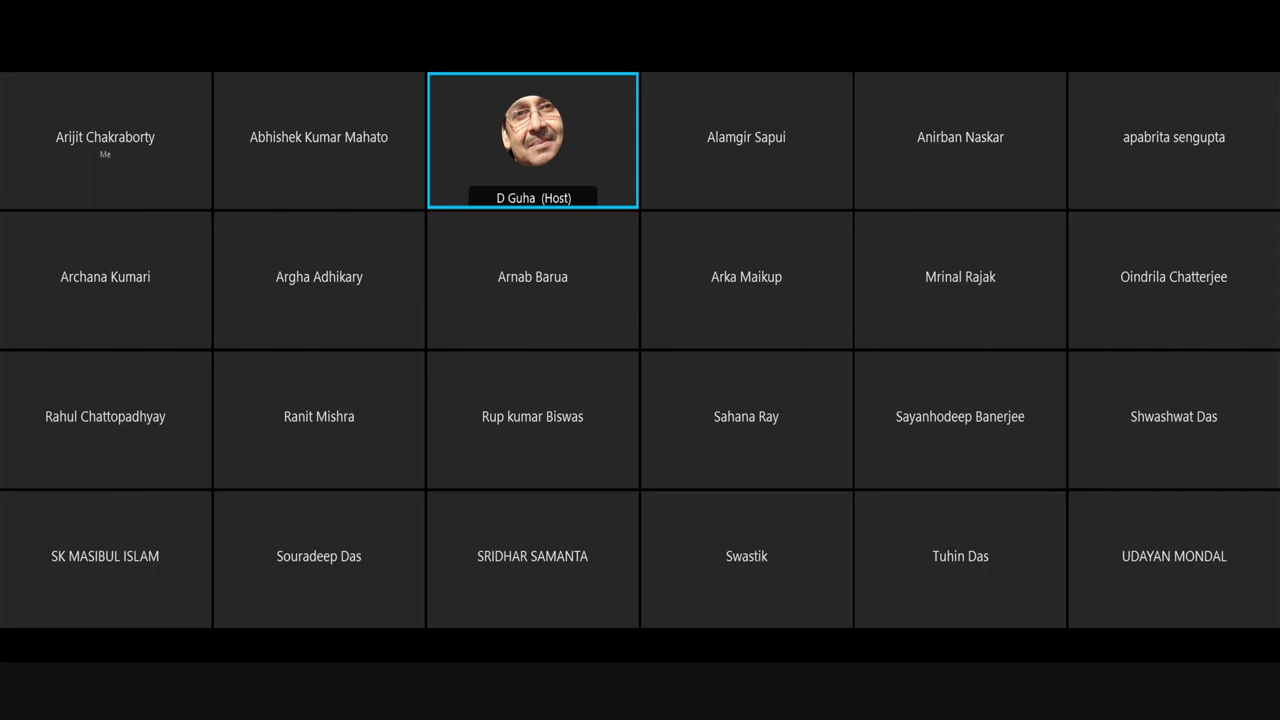 Arijit Chakraborty
Me
Abhishek Kumar Mahato
D Guha (Host)
Alamgir Sapui
Anirban Naskar
apabrita sengupta
Archana Kumari
Argha Adhikary
Arnab Barua
Arka Maikup
Mrinal Rajak
Oindrila Chatterjee
Rahul Chattopadhyay
Ranit Mishra
Rup kumar Biswas
Sahana Ray
Sayanhodeep Banerjee
Shwashwat Das
SK MASIBUL ISLAM
Souradeep Das
SRIDHAR SAMANTA
Swastik
Tuhin Das
UDAYAN MONDAL